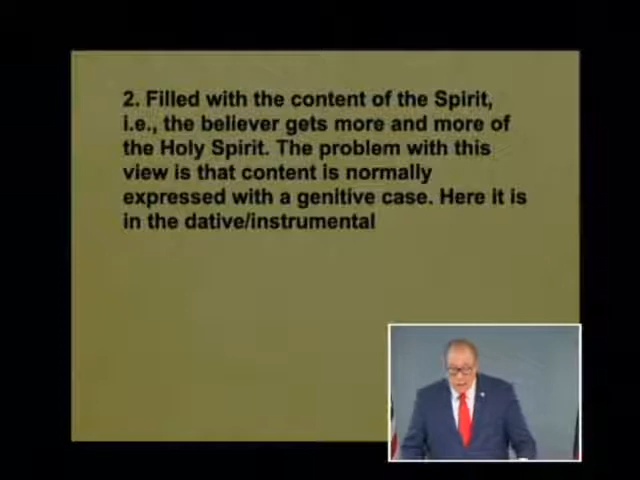 2. Filled with the content of the Spirit,
i.e., the believer gets more and more of
the Holy Spirit. The problem with this
view is that content is normally
expressed with a genitive case. Here it is
in the dative/instrumental